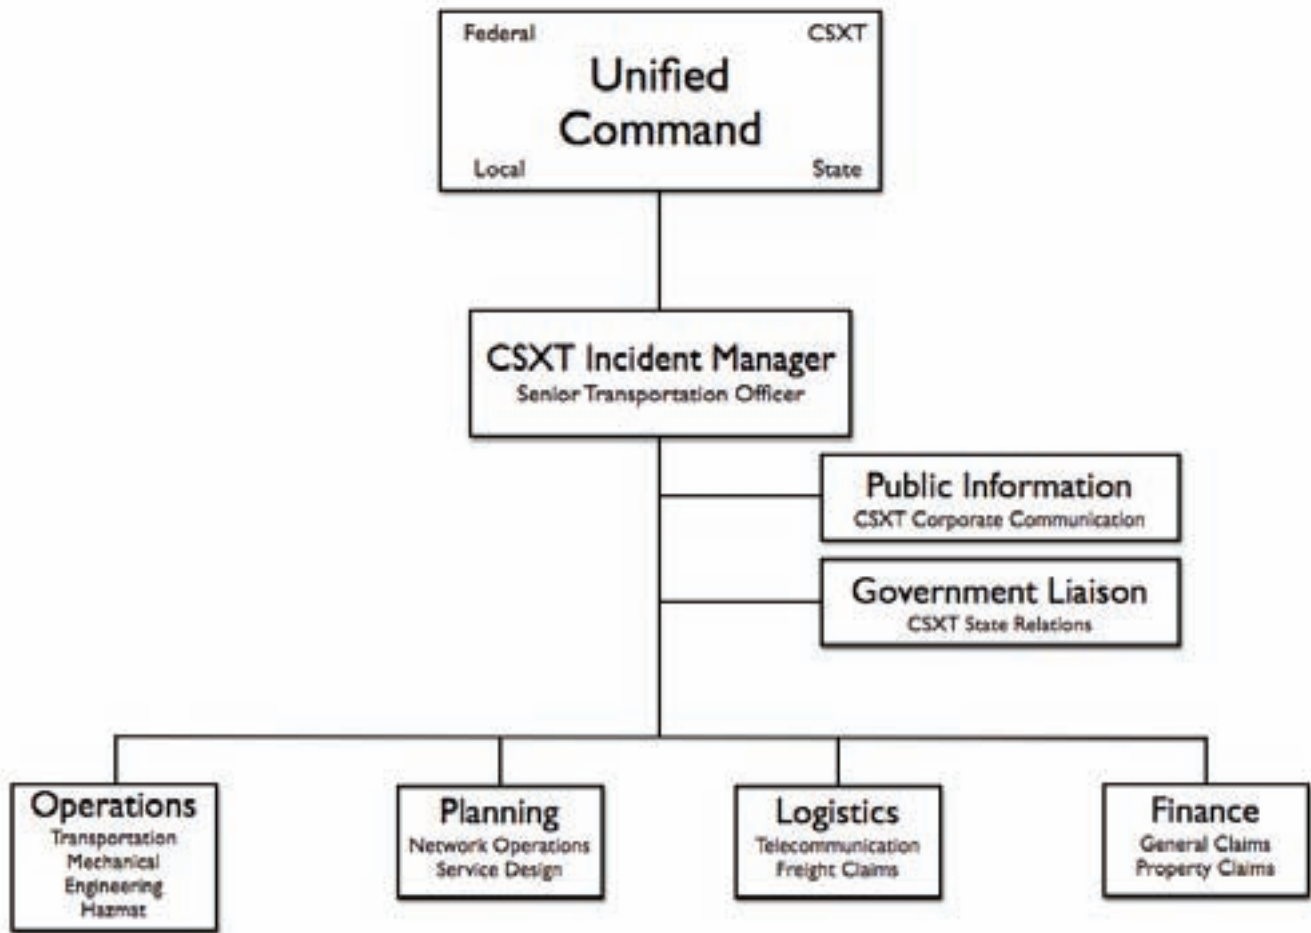 Federal
CSXT
Unified
Command
Local
State
CSXT Incident Manager
Senior Transportation Officer
Public Information
CSXT Corporate Communication
Government Liaison
CSXT State Relations
Operations
Transportation
Mechanical
Engineering
Hazmat
Planning
Network Operations
Service Design
Logistics
Telecommunication
Freight Claims
Finance
General Claims
Property Claims